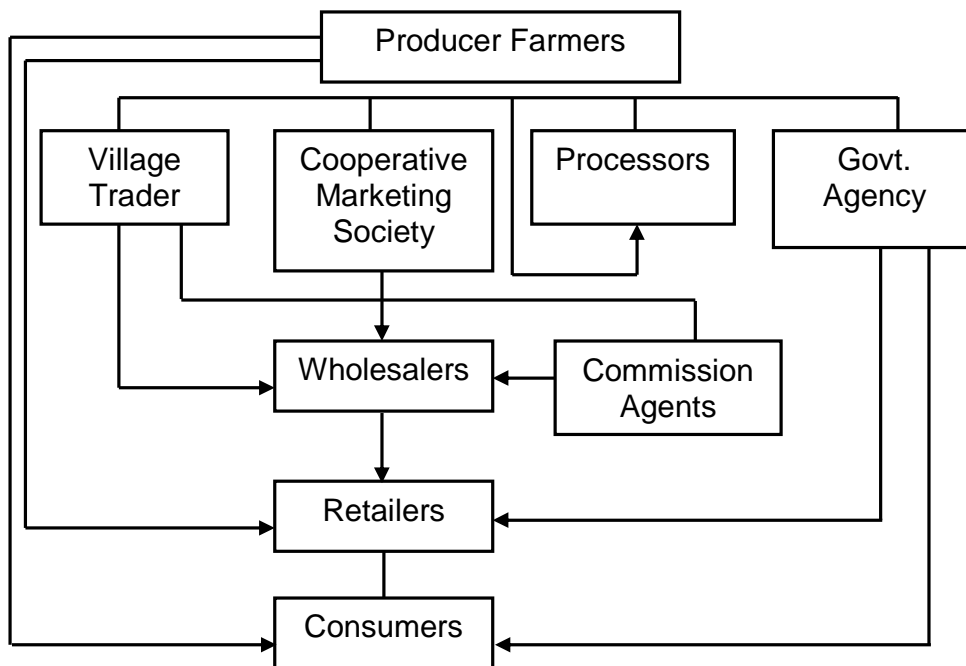 Producer Farmers
Village
Trader
Cooperative
Marketing
Society
Processors
Govt.
Agency
Wholesalers
Commission
Agents
Retailers
Consumers